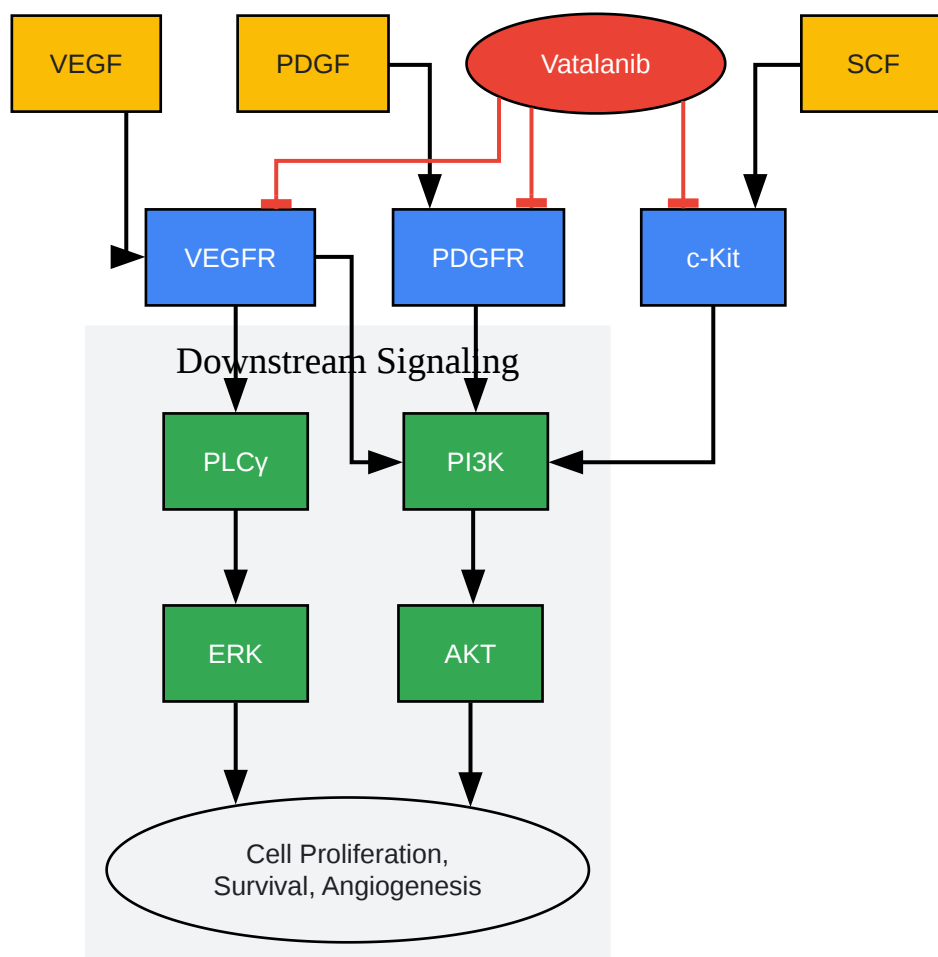 VEGF
PDGF
Vatalanib
SCF
VEGFR
PDGFR
c-Kit
Downstream Signaling
PLCγ
PI3K
ERK
AKT
Cell Proliferation,
Survival, Angiogenesis